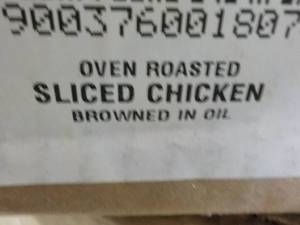 900376001807
OVEN ROASTED
SLICED CHICKEN
BROWNED IN OIL